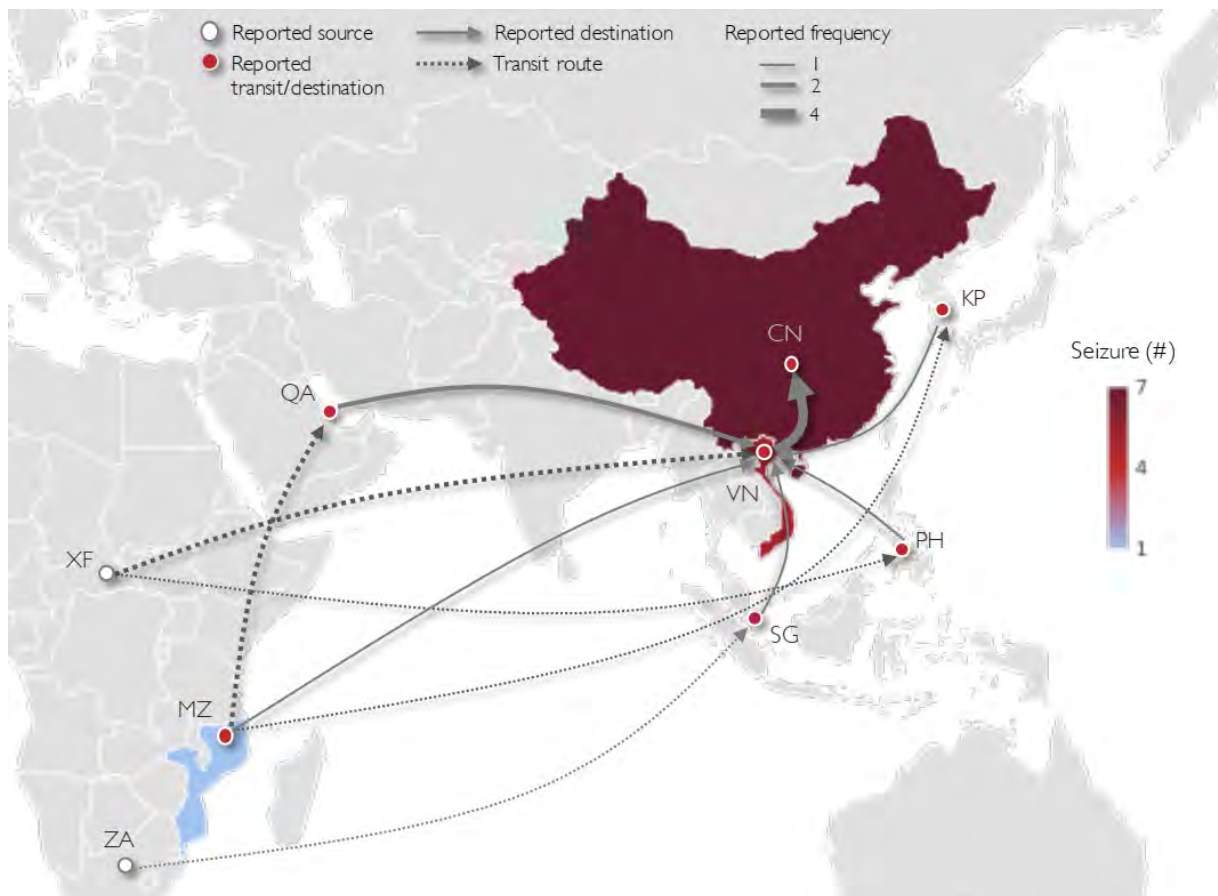 Reported source
Reported destination
Reported frequency
Reported
transit/destination
Transit route
1
2
4
KP
CN
Seizure (#)
QA
7
4
1
VN
PH
XF
SG
MZ
ZA